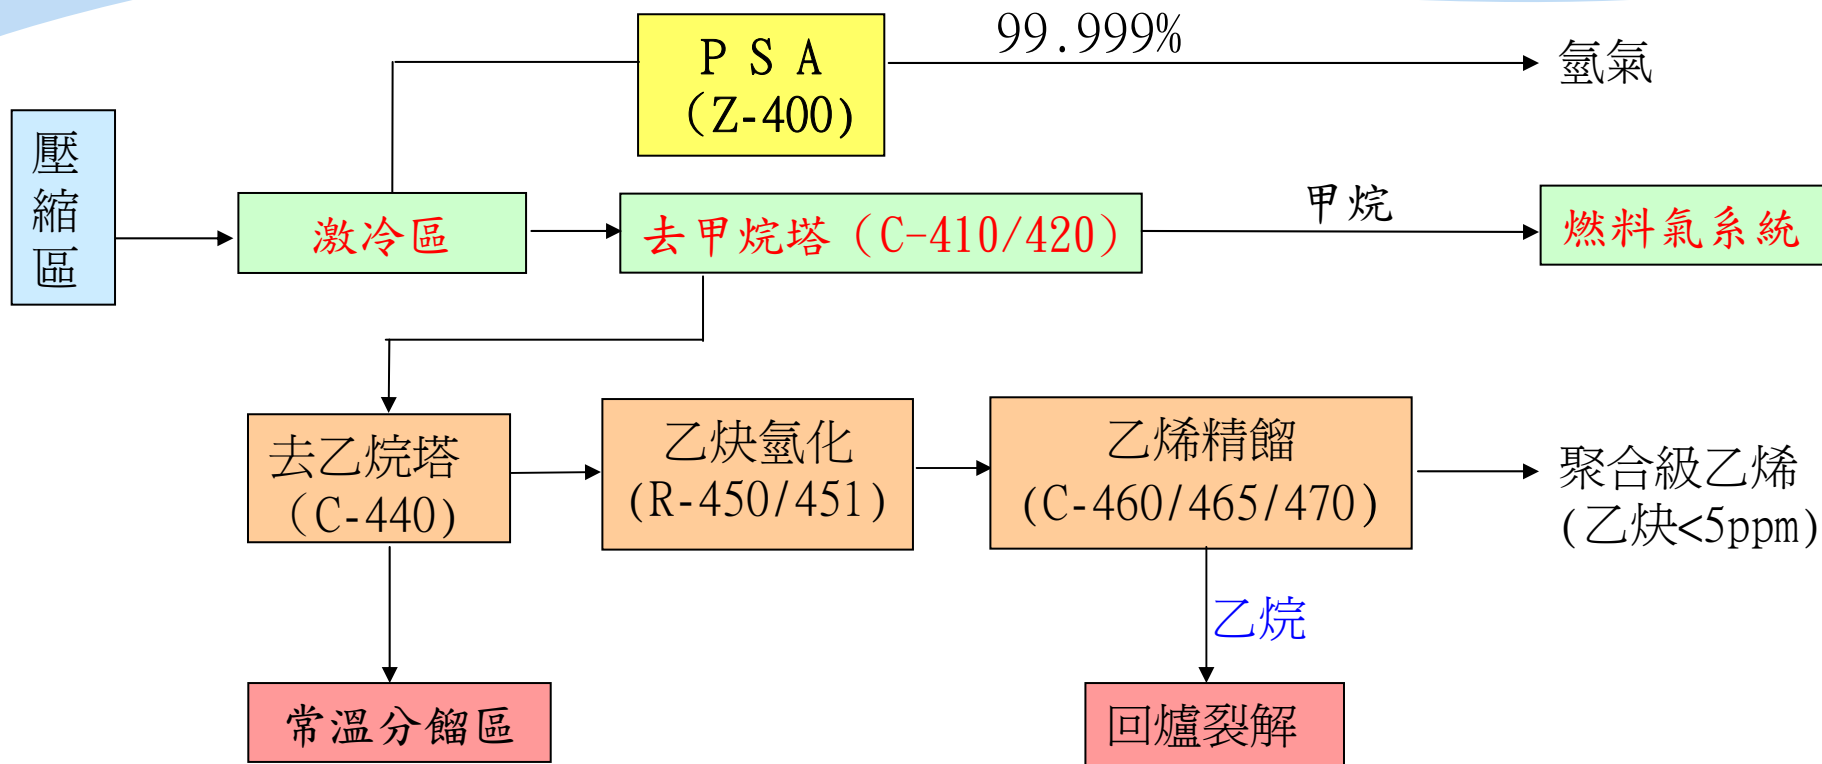 P S A
(Z-400)
99.999%
氫氣
壓縮區
激冷區
去甲烷塔（C-410/420）
甲烷
燃料氣系統
去乙烷塔
（C-440）
乙炔氫化
(R-450/451)
乙烯精餾
(C-460/465/470)
聚合級乙烯
(乙炔<5ppm)
乙烷
常溫分餾區
回爐裂解